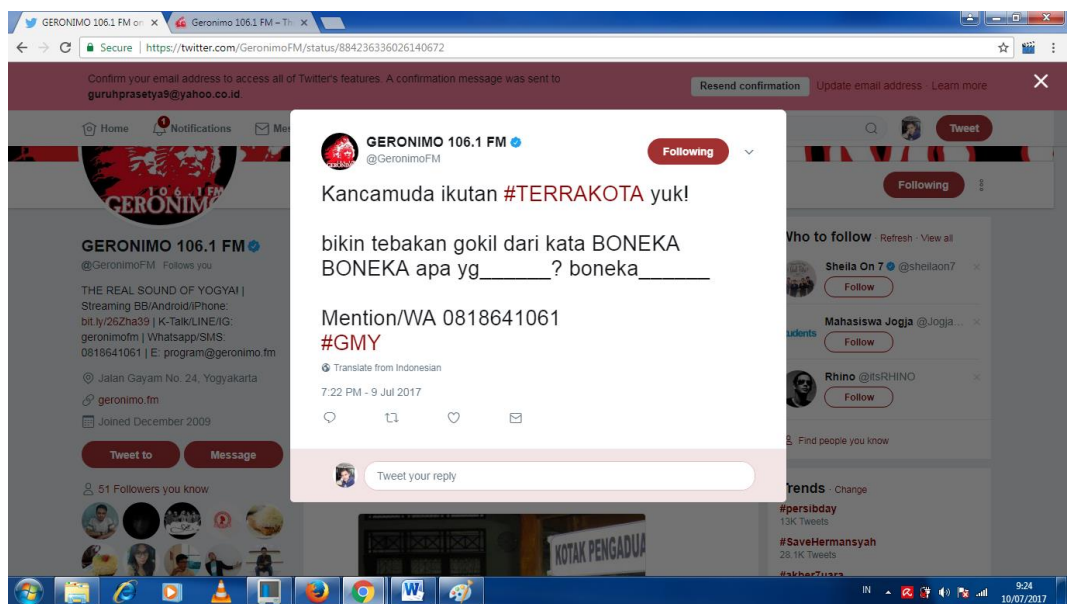 GERONIMO 106.1 FM on
Geronimo 106.1 FM – Th
Secure | https://twitter.com/GeronimoFM/status/884236336026140672
Confirm your email address to access all of Twitter's features. A confirmation message was sent to
guruhprasetya9@yahoo.co.id.
Resend confirmation
Update email address · Learn more
Home
1
Notifications
Me
Tweet
106.1 FM
GERONIM
Following
GERONIMO 106.1 FM
@GeronimoFM
Following
Kancamuda ikutan #TERRAKOTA yuk!
bikin tebakan gokil dari kata BONEKA
BONEKA apa yg______? boneka______
Mention/WA 0818641061
#GMY
Translate from Indonesian
7:22 PM - 9 Jul 2017
Tweet your reply
GERONIMO 106.1 FM
@GeronimoFM Follows you
THE REAL SOUND OF YOGYA! |
Streaming BB/Android/iPhone:
bit.ly/26Zha39 | K-Talk/LINE/IG:
geronimofm | Whatsapp/SMS:
0818641061 | E: program@geronimo.fm
Jalan Gayam No. 24, Yogyakarta
geronimo.fm
Joined December 2009
Tweet to
Message
51 Followers you know
Who to follow · Refresh · View all
Sheila On 7 @sheilaon7
Follow
Mahasiswa Jogja @Jogja...
Follow
Rhino @itsRHINO
Follow
Find people you know
Trends · Change
#persibday
13K Tweets
#SaveHermansyah
28.1K Tweets
KOTAK PENGADUA
IN
9:24
10/07/2017